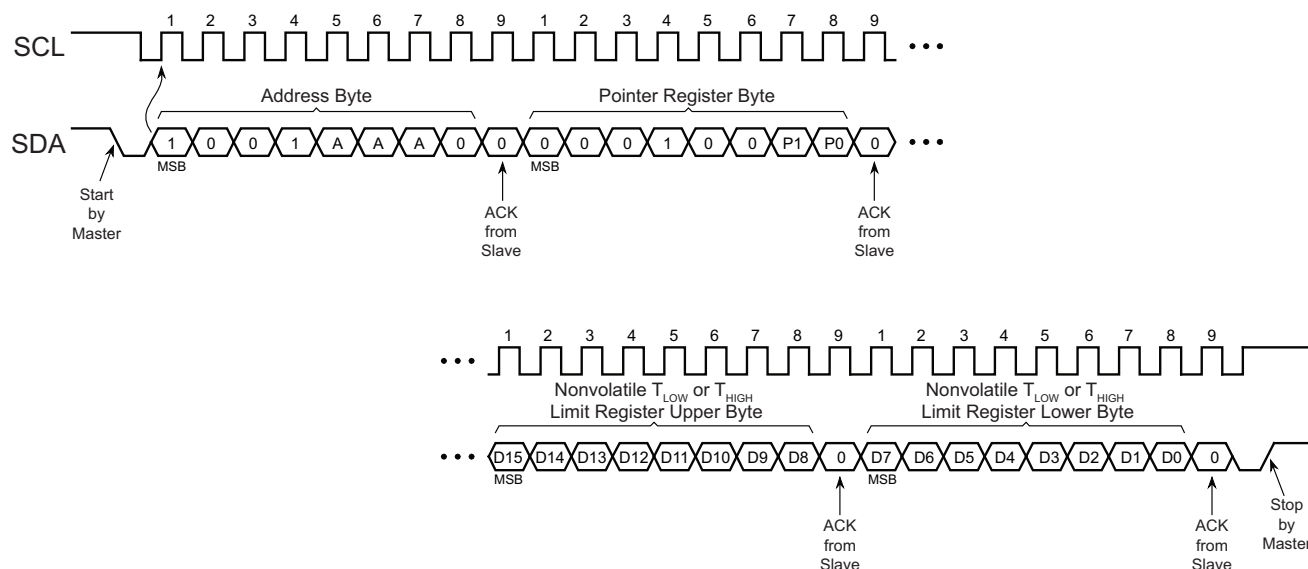 1 2 3 4 5 6 7 8 9 1 2 3 4 5 6 7 8 9
SCL
Address Byte Pointer Register Byte
SDA 1 0 0 1 A A A 0 0 0 0 0 1 0 0 P1 P0 0
MSB MSB
Start
by
Master
ACK
from
Slave
ACK
from
Slave
1 2 3 4 5 6 7 8 9 1 2 3 4 5 6 7 8 9
Nonvolatile TLOW or THIGH
Limit Register Upper Byte
Nonvolatile TLOW or THIGH
Limit Register Lower Byte
D15 D14 D13 D12 D11 D10 D9 D8 0 D7 D6 D5 D4 D3 D2 D1 D0 0
MSB MSB
ACK
from
Slave
ACK
from
Slave
Stop
by
Master